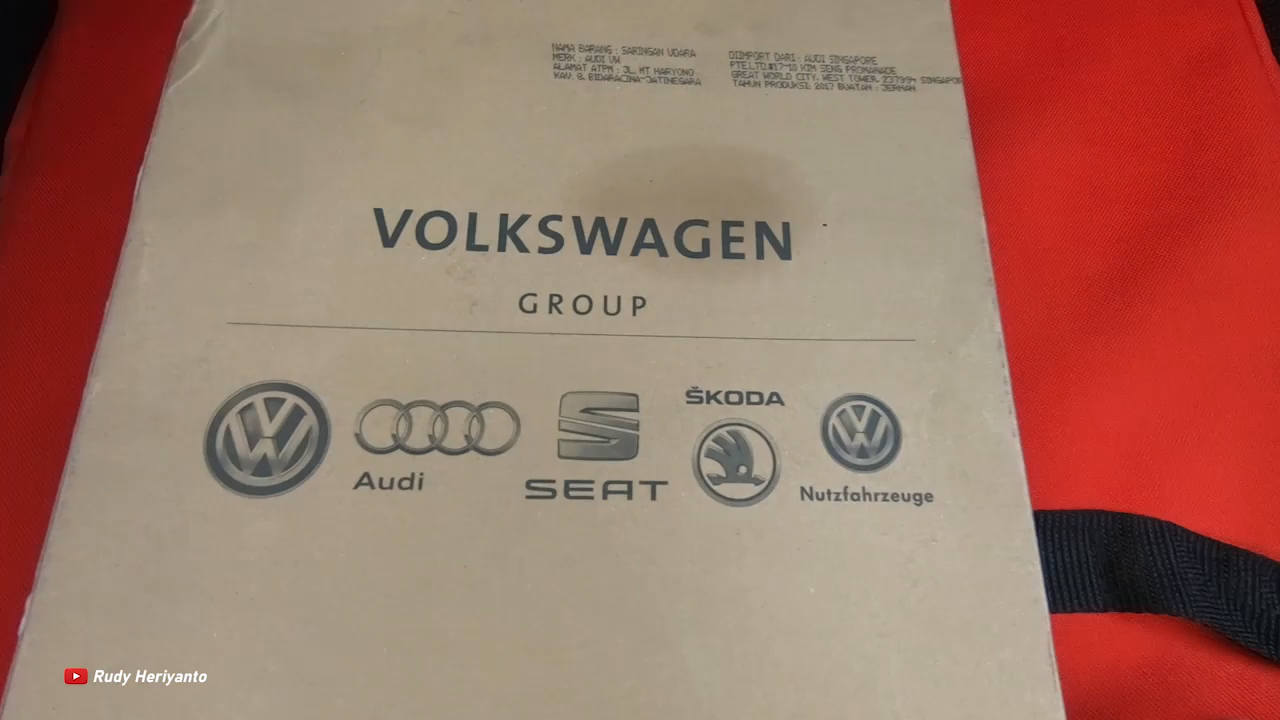 NAMA BARANG : SARINGAN UDARA
MERK : AUDI VW
ALAMAT ATPM : JL. MT HARYONO
KAV. 8. BIDARACINA-JATINEGARA
DIIMPORT DARI : AUDI SINGAPORE
PTE.LTD.#17-10 KIM SENG PROMANADE
GREAT WORLD CITY. WEST TOWER. 237994 SINGAPOR
TAHUN PRODUKSI. 2017 BUATAN : JERMAN
VOLKSWAGEN
GROUP
Audi
SEAT
ŠKODA
Nutzfahrzeuge
Rudy Heriyanto